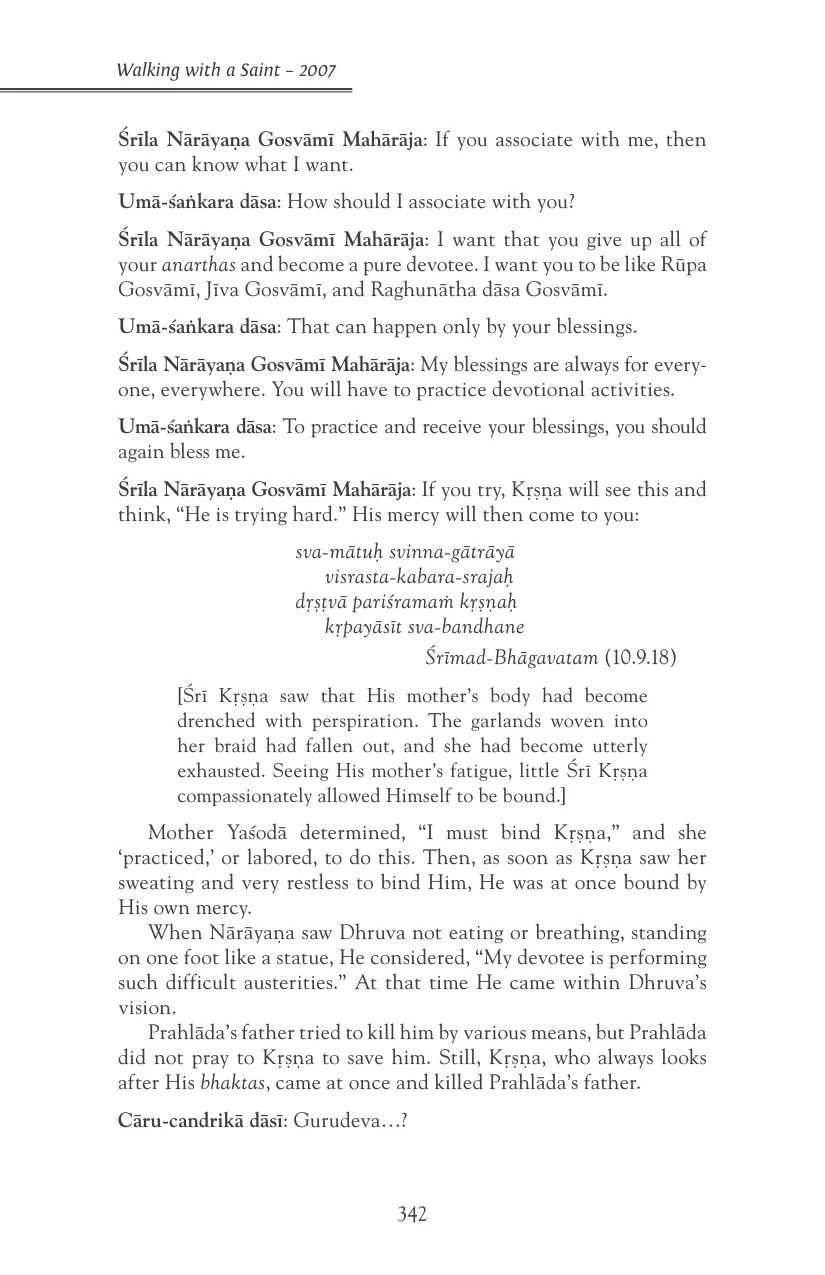 Walking with a Saint – 2007
Śrīla Nārāyaṇa Gosvāmī Mahārāja: If you associate with me, then
you can know what I want.
Umā-śaṅkara dāsa: How should I associate with you?
Śrīla Nārāyaṇa Gosvāmī Mahārāja: I want that you give up all of
your anarthas and become a pure devotee. I want you to be like Rūpa
Gosvāmī, Jīva Gosvāmī, and Raghunātha dāsa Gosvāmī.
Umā-śaṅkara dāsa: That can happen only by your blessings.
Śrīla Nārāyaṇa Gosvāmī Mahārāja: My blessings are always for every-
one, everywhere. You will have to practice devotional activities.
Umā-śaṅkara dāsa: To practice and receive your blessings, you should
again bless me.
Śrīla Nārāyaṇa Gosvāmī Mahārāja: If you try, Kṛṣṇa will see this and
think, “He is trying hard.” His mercy will then come to you:
sva-mātuḥ svinna-gātrāyā
visrasta-kabara-srajaḥ
dṛṣṭvā pariśramaṁ kṛṣṇaḥ
kṛpayāsīt sva-bandhane
Śrīmad-Bhāgavatam (10.9.18)
[Śrī Kṛṣṇa saw that His mother’s body had become
drenched with perspiration. The garlands woven into
her braid had fallen out, and she had become utterly
exhausted. Seeing His mother’s fatigue, little Śrī Kṛṣṇa
compassionately allowed Himself to be bound.]
Mother Yaśodā determined, “I must bind Kṛṣṇa,” and she
‘practiced,’ or labored, to do this. Then, as soon as Kṛṣṇa saw her
sweating and very restless to bind Him, He was at once bound by
His own mercy.
When Nārāyaṇa saw Dhruva not eating or breathing, standing
on one foot like a statue, He considered, “My devotee is performing
such difficult austerities.” At that time He came within Dhruva’s
vision.
Prahlāda’s father tried to kill him by various means, but Prahlāda
did not pray to Kṛṣṇa to save him. Still, Kṛṣṇa, who always looks
after His bhaktas, came at once and killed Prahlāda’s father.
Cāru-candrikā dāsī: Gurudeva…?
342